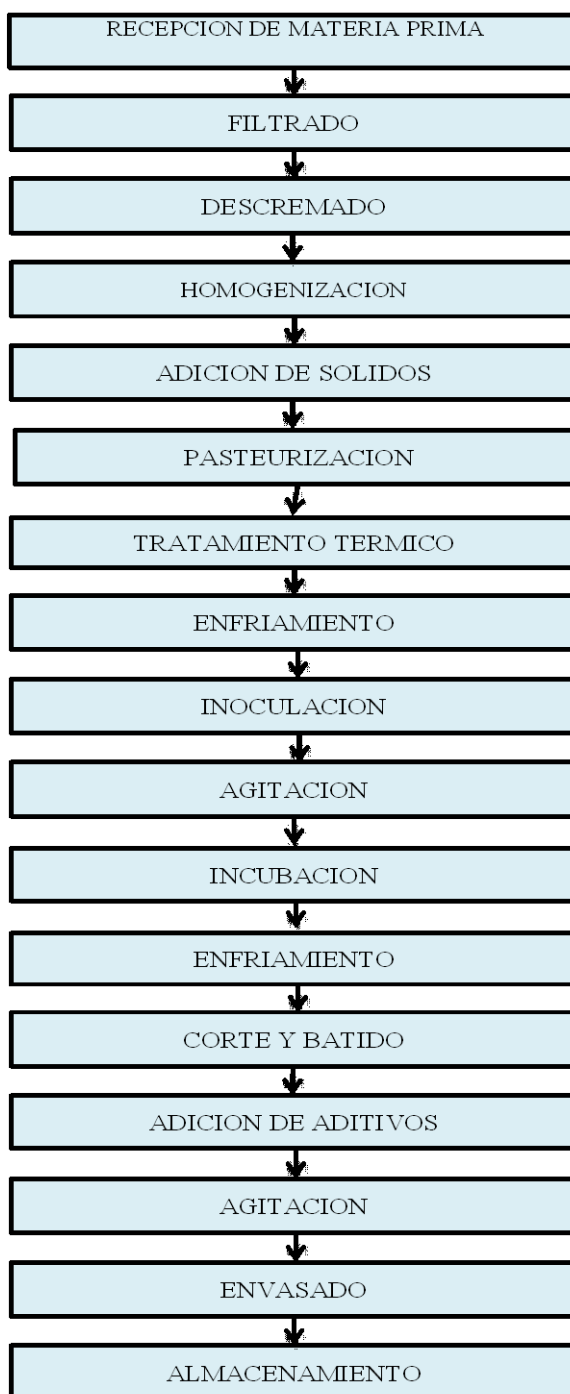 RECEPCION DE MATERIA PRIMA
FILTRADO
DESCREMADO
HOMOGENIZACION
ADICION DE SOLIDOS
PASTEURIZACION
TRATAMIENTO TERMICO
ENFRIAMIENTO
INOCULACION
AGITACION
INCUBACION
ENFRIAMIENTO
CORTE Y BATIDO
ADICION DE ADITIVOS
AGITACION
ENVASADO
ALMACENAMIENTO